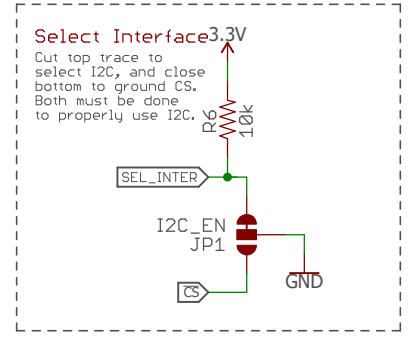 Select Interface
3.3V
Cut top trace to
select I2C, and close
bottom to ground CS.
Both must be done
to properly use I2C.
R6
10k
SEL_INTER
I2C_EN
JP1
GND
CS